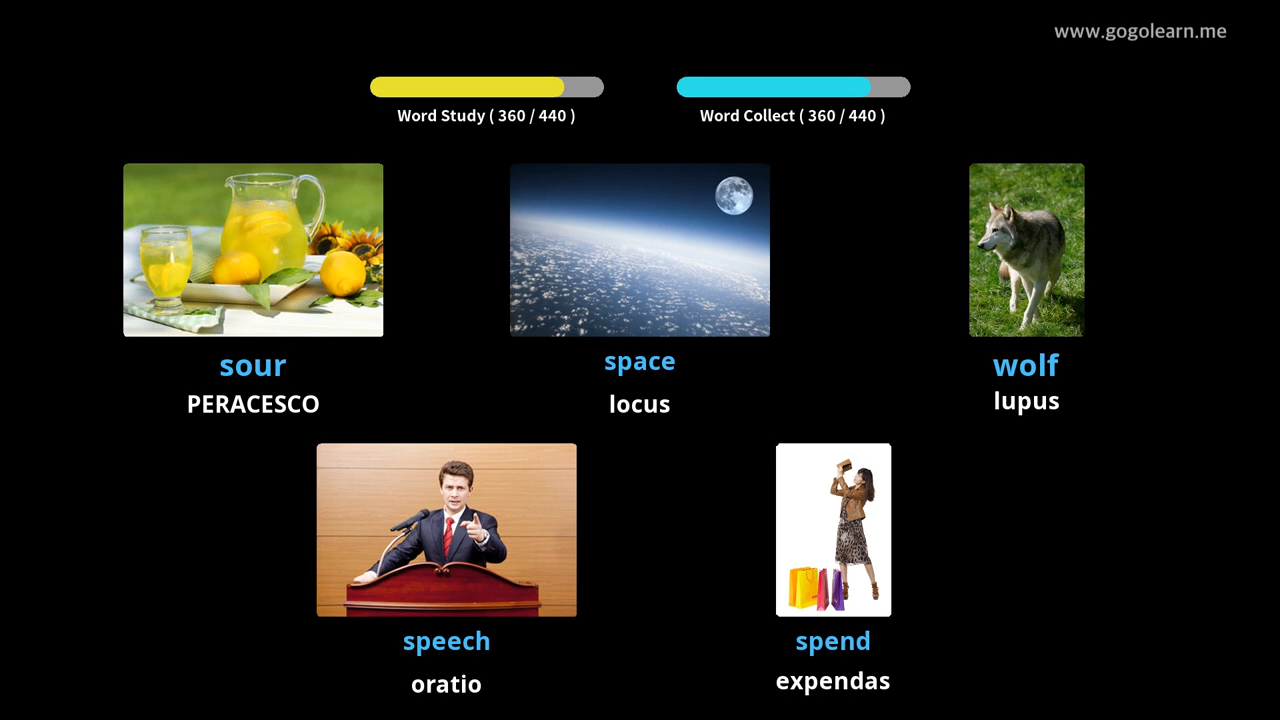 www.gogolearn.me
Word Study ( 360 / 440 )
Word Collect ( 360 / 440 )
sour
PERACESCO
space
locus
wolf
lupus
speech
oratio
spend
expendas